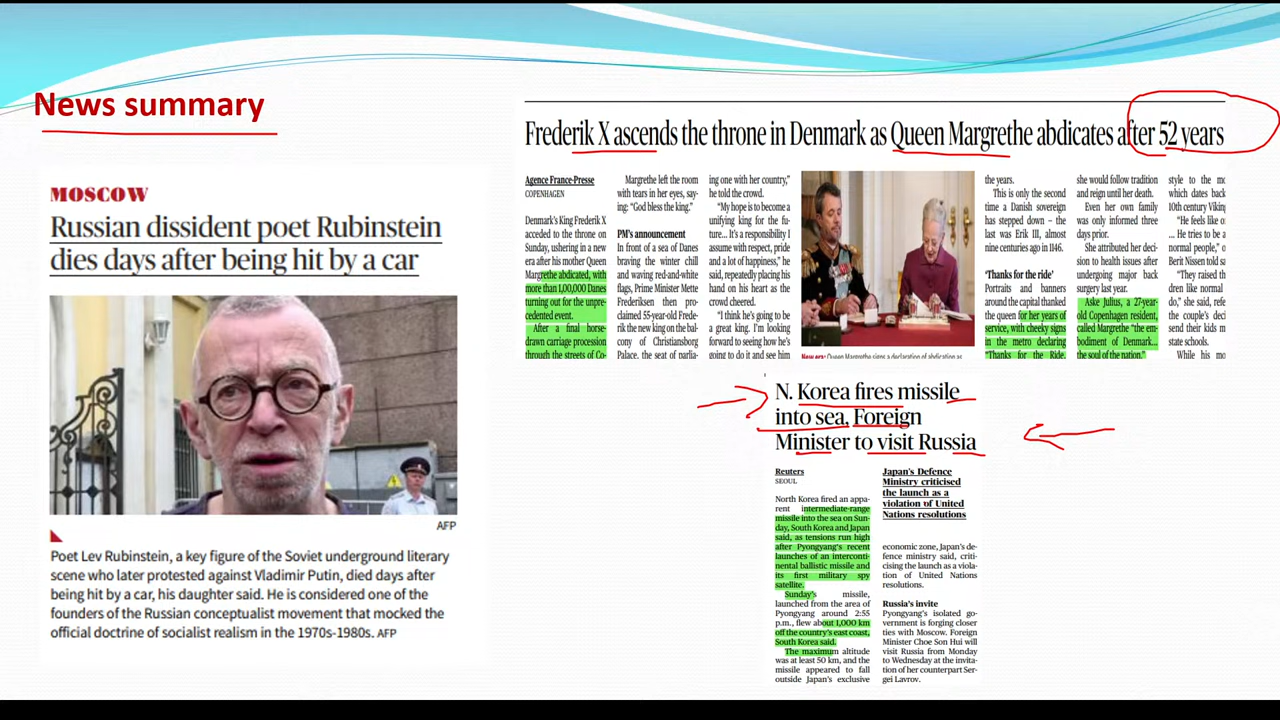 News summary
MOSCOW
Russian dissident poet Rubinstein
dies days after being hit by a car
AFP
Poet Lev Rubinstein, a key figure of the Soviet underground literary
scene who later protested against Vladimir Putin, died days after
being hit by a car, his daughter said. He is considered one of the
founders of the Russian conceptualist movement that mocked the
official doctrine of socialist realism in the 1970s-1980s. AFP
Frederik X ascends the throne in Denmark as Queen Margrethe abdicates after 52 years
Agence France-Presse
COPENHAGEN
Denmark's King Frederik X
acceded to the throne on
Sunday, ushering in a new
era after his mother Queen
Margrethe abdicated, with
more than 1,00,000 Danes
turning out for the unpre-
cedented event.
After a final horse-
drawn carriage procession
through the streets of Co-
Margrethe left the room
with tears in her eyes, say-
ing: “God bless the king.”
PM's announcement
In front of a sea of Danes
braving the winter chill
and waving red-and-white
flags, Prime Minister Mette
Frederiksen then pro-
claimed 55-year-old Frede-
rik the new king on the bal-
cony of Christiansborg
Palace, the seat of parlia-
ing one with her country,”
he told the crowd.
“My hope is to become a
unifying king for the fu-
ture... It's a responsibility I
assume with respect, pride
and a lot of happiness,” he
said, repeatedly placing his
hand on his heart as the
crowd cheered.
“I think he's going to be
a great king. I'm looking
forward to seeing how he's
going to do it and see him
New era: Queen Margrethe signs a declaration of abdication as
the years.
This is only the second
time a Danish sovereign
has stepped down – the
last was Erik III, almost
nine centuries ago in 1146.
‘Thanks for the ride’
Portraits and banners
around the capital thanked
the queen for her years of
service, with cheeky signs
in the metro declaring
“Thanks for the Ride,
she would follow tradition
and reign until her death.
Even her own family
was only informed three
days prior.
She attributed her deci-
sion to health issues after
undergoing major back
surgery last year.
Aske Julius, a 27-year-
old Copenhagen resident,
called Margrethe “the em-
bodiment of Denmark...
the soul of the nation.”
style to the mo
which dates back
10th century Viking
“He feels like o
... He tries to be a
normal people,” o
Berit Nissen told
“They raised th
dren like normal
do,” she said, refe
the couple's deci
send their kids
state schools.
While his
N. Korea fires missile
into sea, Foreign
Minister to visit Russia
Reuters
SEOUL
North Korea fired an appa-
rent intermediate-range
missile into the sea on Sun-
day, South Korea and Japan
said, as tensions run high
after Pyongyang's recent
launches of an interconti-
nental ballistic missile and
its first military spy
satellite.
Sunday's missile,
launched from the area of
Pyongyang around 2:55
p.m., flew about 1,000 km
off the country's east coast,
South Korea said.
The maximum altitude
was at least 50 km, and the
missile appeared to fall
outside Japan's exclusive
Japan's Defence
Ministry criticised
the launch as a
violation of United
Nations resolutions
economic zone, Japan's de-
fence ministry said, criti-
cising the launch as a viola-
tion of United Nations
resolutions.
Russia's invite
Pyongyang's isolated go-
vernment is forging closer
ties with Moscow. Foreign
Minister Choe Son Hui will
visit Russia from Monday
to Wednesday at the invita-
tion of her counterpart Ser-
gei Lavrov.